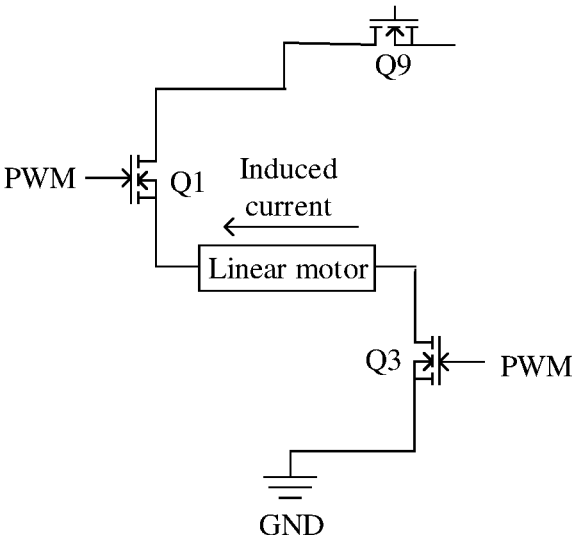 Q9
PWM
Q1
Induced
current
Linear motor
Q3
PWM
GND